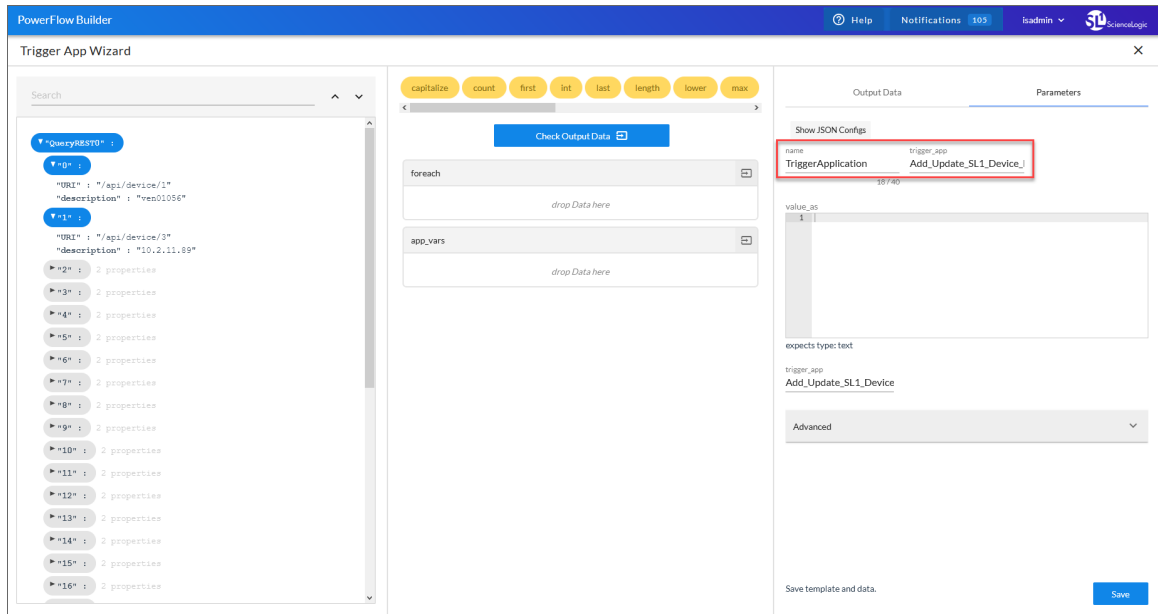 PowerFlow Builder
Help
Notifications 105
isadmin
SL ScienceLogic
Trigger App Wizard
Search
"QueryREST0" :
"0" :
"URI" : "/api/device/1"
"description" : "ven01056"
"1" :
"URI" : "/api/device/3"
"description" : "10.2.11.89"
"2" : 2 properties
"3" : 2 properties
"4" : 2 properties
"5" : 2 properties
"6" : 2 properties
"7" : 2 properties
"8" : 2 properties
"9" : 2 properties
"10" : 2 properties
"11" : 2 properties
"12" : 2 properties
"13" : 2 properties
"14" : 2 properties
"15" : 2 properties
"16" : 2 properties
capitalize count first int last length lower max
Check Output Data
foreach
drop Data here
app_vars
drop Data here
Output Data
Parameters
Show JSON Configs
name
TriggerApplication
trigger_app
Add_Update_SL1_Device_
18 / 40
value_as
1
expects type: text
trigger_app
Add_Update_SL1_Device
Advanced
Save template and data.
Save